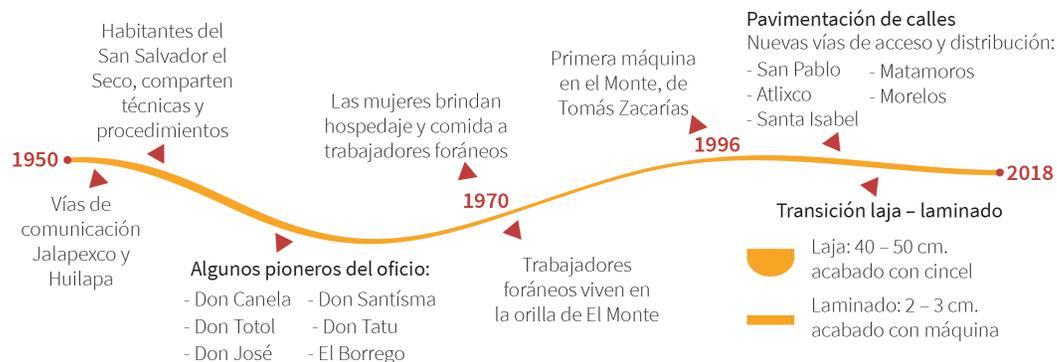 Habitantes del
San Salvador el
Seco, comparten
técnicas y
procedimientos
1950
Vías de
comunicación
Jalapexco y
Huilapa
Algunos pioneros del oficio:
- Don Canela - Don Santísma
- Don Totol - Don Tatu
- Don José - El Borrego
Las mujeres brindan
hospedaje y comida a
trabajadores foráneos
1970
Trabajadores
foráneos viven en
la orilla de El Monte
Primera máquina
en el Monte, de
Tomás Zacarías
1996
Pavimentación de calles
Nuevas vías de acceso y distribución:
- San Pablo - Matamoros
- Atlixco - Morelos
- Santa Isabel
2018
Transición laja – laminado
Laja: 40 – 50 cm.
acabado con cincel
Laminado: 2 – 3 cm.
acabado con máquina